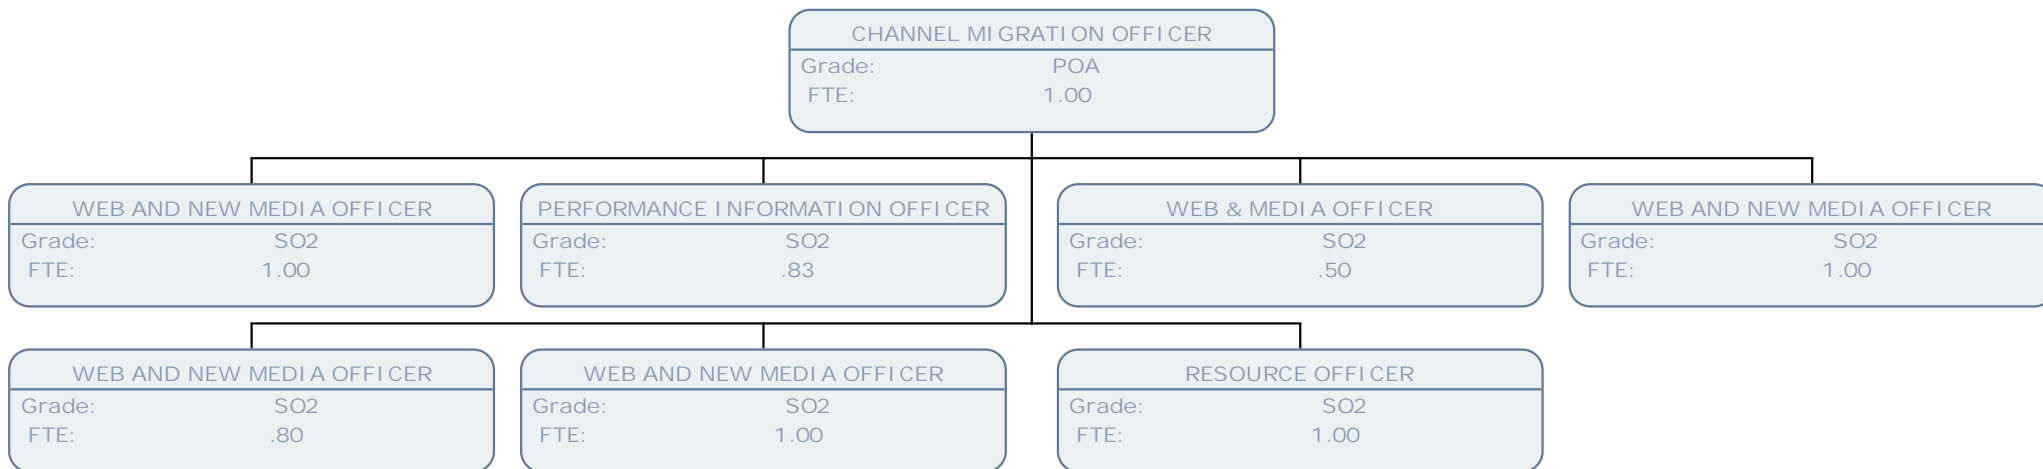 CHANNEL MIGRATION OFFICER
Grade: POA
FTE: 1.00
WEB AND NEW MEDIA OFFICER
Grade: SO2
FTE: 1.00
PERFORMANCE INFORMATION OFFICER
Grade: SO2
FTE: .83
WEB & MEDIA OFFICER
Grade: SO2
FTE: .50
WEB AND NEW MEDIA OFFICER
Grade: SO2
FTE: 1.00
WEB AND NEW MEDIA OFFICER
Grade: SO2
FTE: .80
WEB AND NEW MEDIA OFFICER
Grade: SO2
FTE: 1.00
RESOURCE OFFICER
Grade: SO2
FTE: 1.00